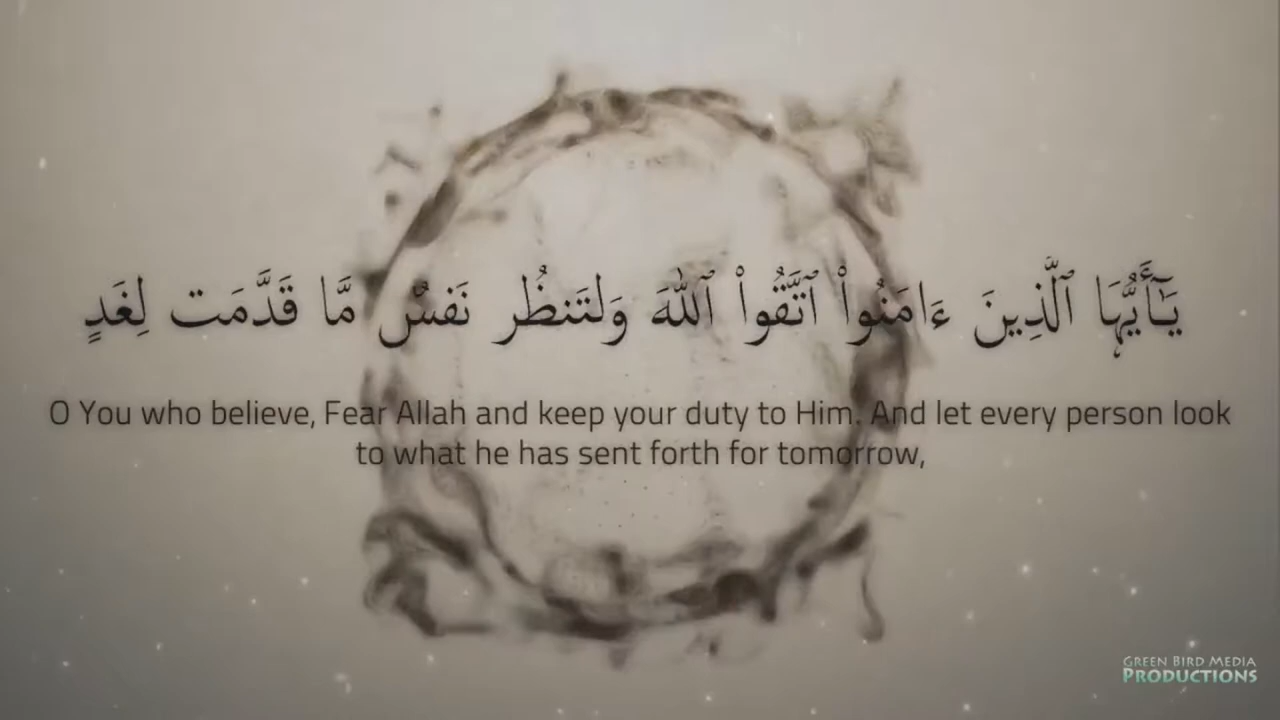 يَـٰٓأَيُّهَا ٱلَّذِينَ ءَامَنُوا۟ ٱتَّقُوا۟ ٱللَّهَ وَلْتَنظُرْ نَفْسٌ مَّا قَدَّمَتْ لِغَدٍ
O You who believe, Fear Allah and keep your duty to Him. And let every person look
to what he has sent forth for tomorrow,
GREEN BIRD MEDIA
PRODUCTIONS